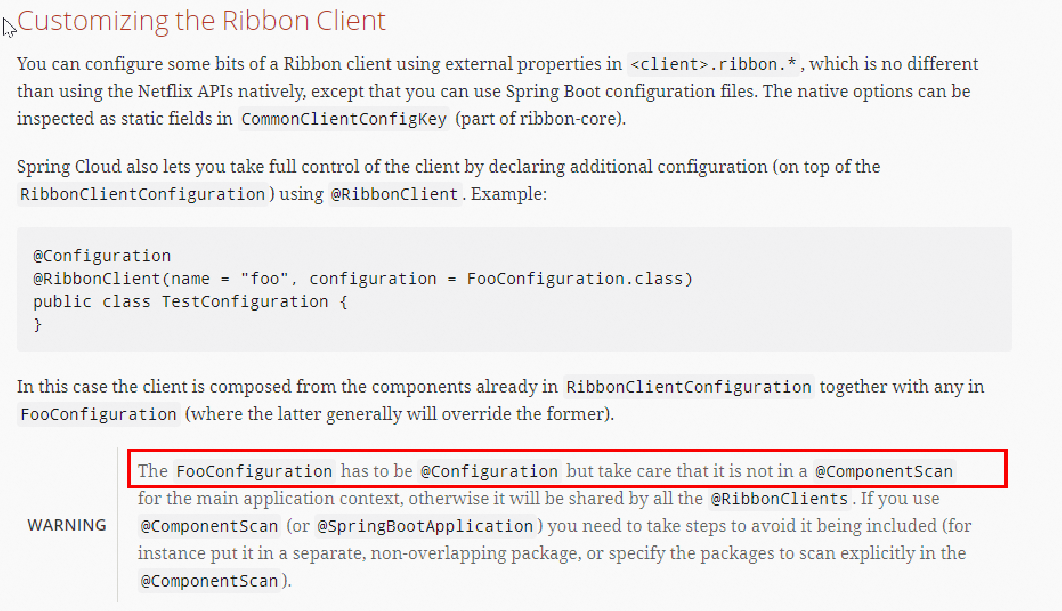 Customizing the Ribbon Client
You can configure some bits of a Ribbon client using external properties in <client>.ribbon.*, which is no different
than using the Netflix APIs natively, except that you can use Spring Boot configuration files. The native options can be
inspected as static fields in CommonClientConfigKey (part of ribbon-core).
Spring Cloud also lets you take full control of the client by declaring additional configuration (on top of the
RibbonClientConfiguration) using @RibbonClient. Example:
@Configuration
@RibbonClient(name = "foo", configuration = FooConfiguration.class)
public class TestConfiguration {
}
In this case the client is composed from the components already in RibbonClientConfiguration together with any in
FooConfiguration (where the latter generally will override the former).
The FooConfiguration has to be @Configuration but take care that it is not in a @ComponentScan
for the main application context, otherwise it will be shared by all the @RibbonClients. If you use
WARNING
@ComponentScan (or @SpringBootApplication) you need to take steps to avoid it being included (for
instance put it in a separate, non-overlapping package, or specify the packages to scan explicitly in the
@ComponentScan).